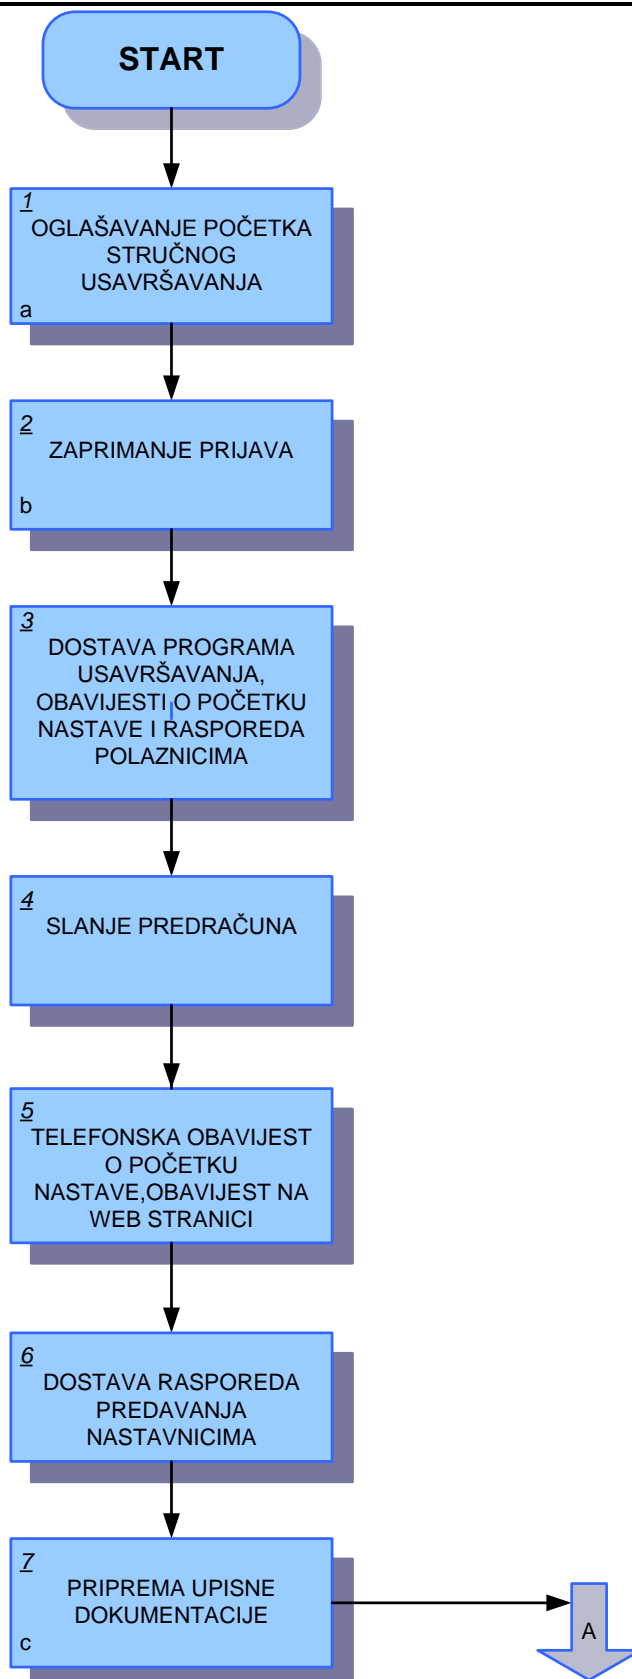 START
1
OGLAŠAVANJE POČETKA
STRUČNOG
USAVRŠAVANJA
a
2
ZAPRIMANJE PRIJAVA
b
3
DOSTAVA PROGRAMA
USAVRŠAVANJA,
OBAVIJESTI O POČETKU
NASTAVE I RASPOREDA
POLAZNICIMA
4
SLANJE PREDRAČUNA
5
TELEFONSKA OBAVIJEST
O POČETKU
NASTAVE,OBAVIJEST NA
WEB STRANICI
6
DOSTAVA RASPOREDA
PREDAVANJA
NASTAVNICIMA
7
PRIPREMA UPISNE
DOKUMENTACIJE
c
A